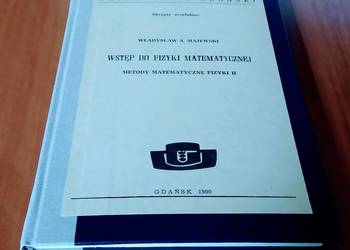 Skrypty uczelniane
WŁADYSŁAW A. MAJEWSKI
WSTĘP DO FIZYKI MATEMATYCZNEJ
METODY MATEMATYCZNE FIZYKI II
GDAŃSK 1990